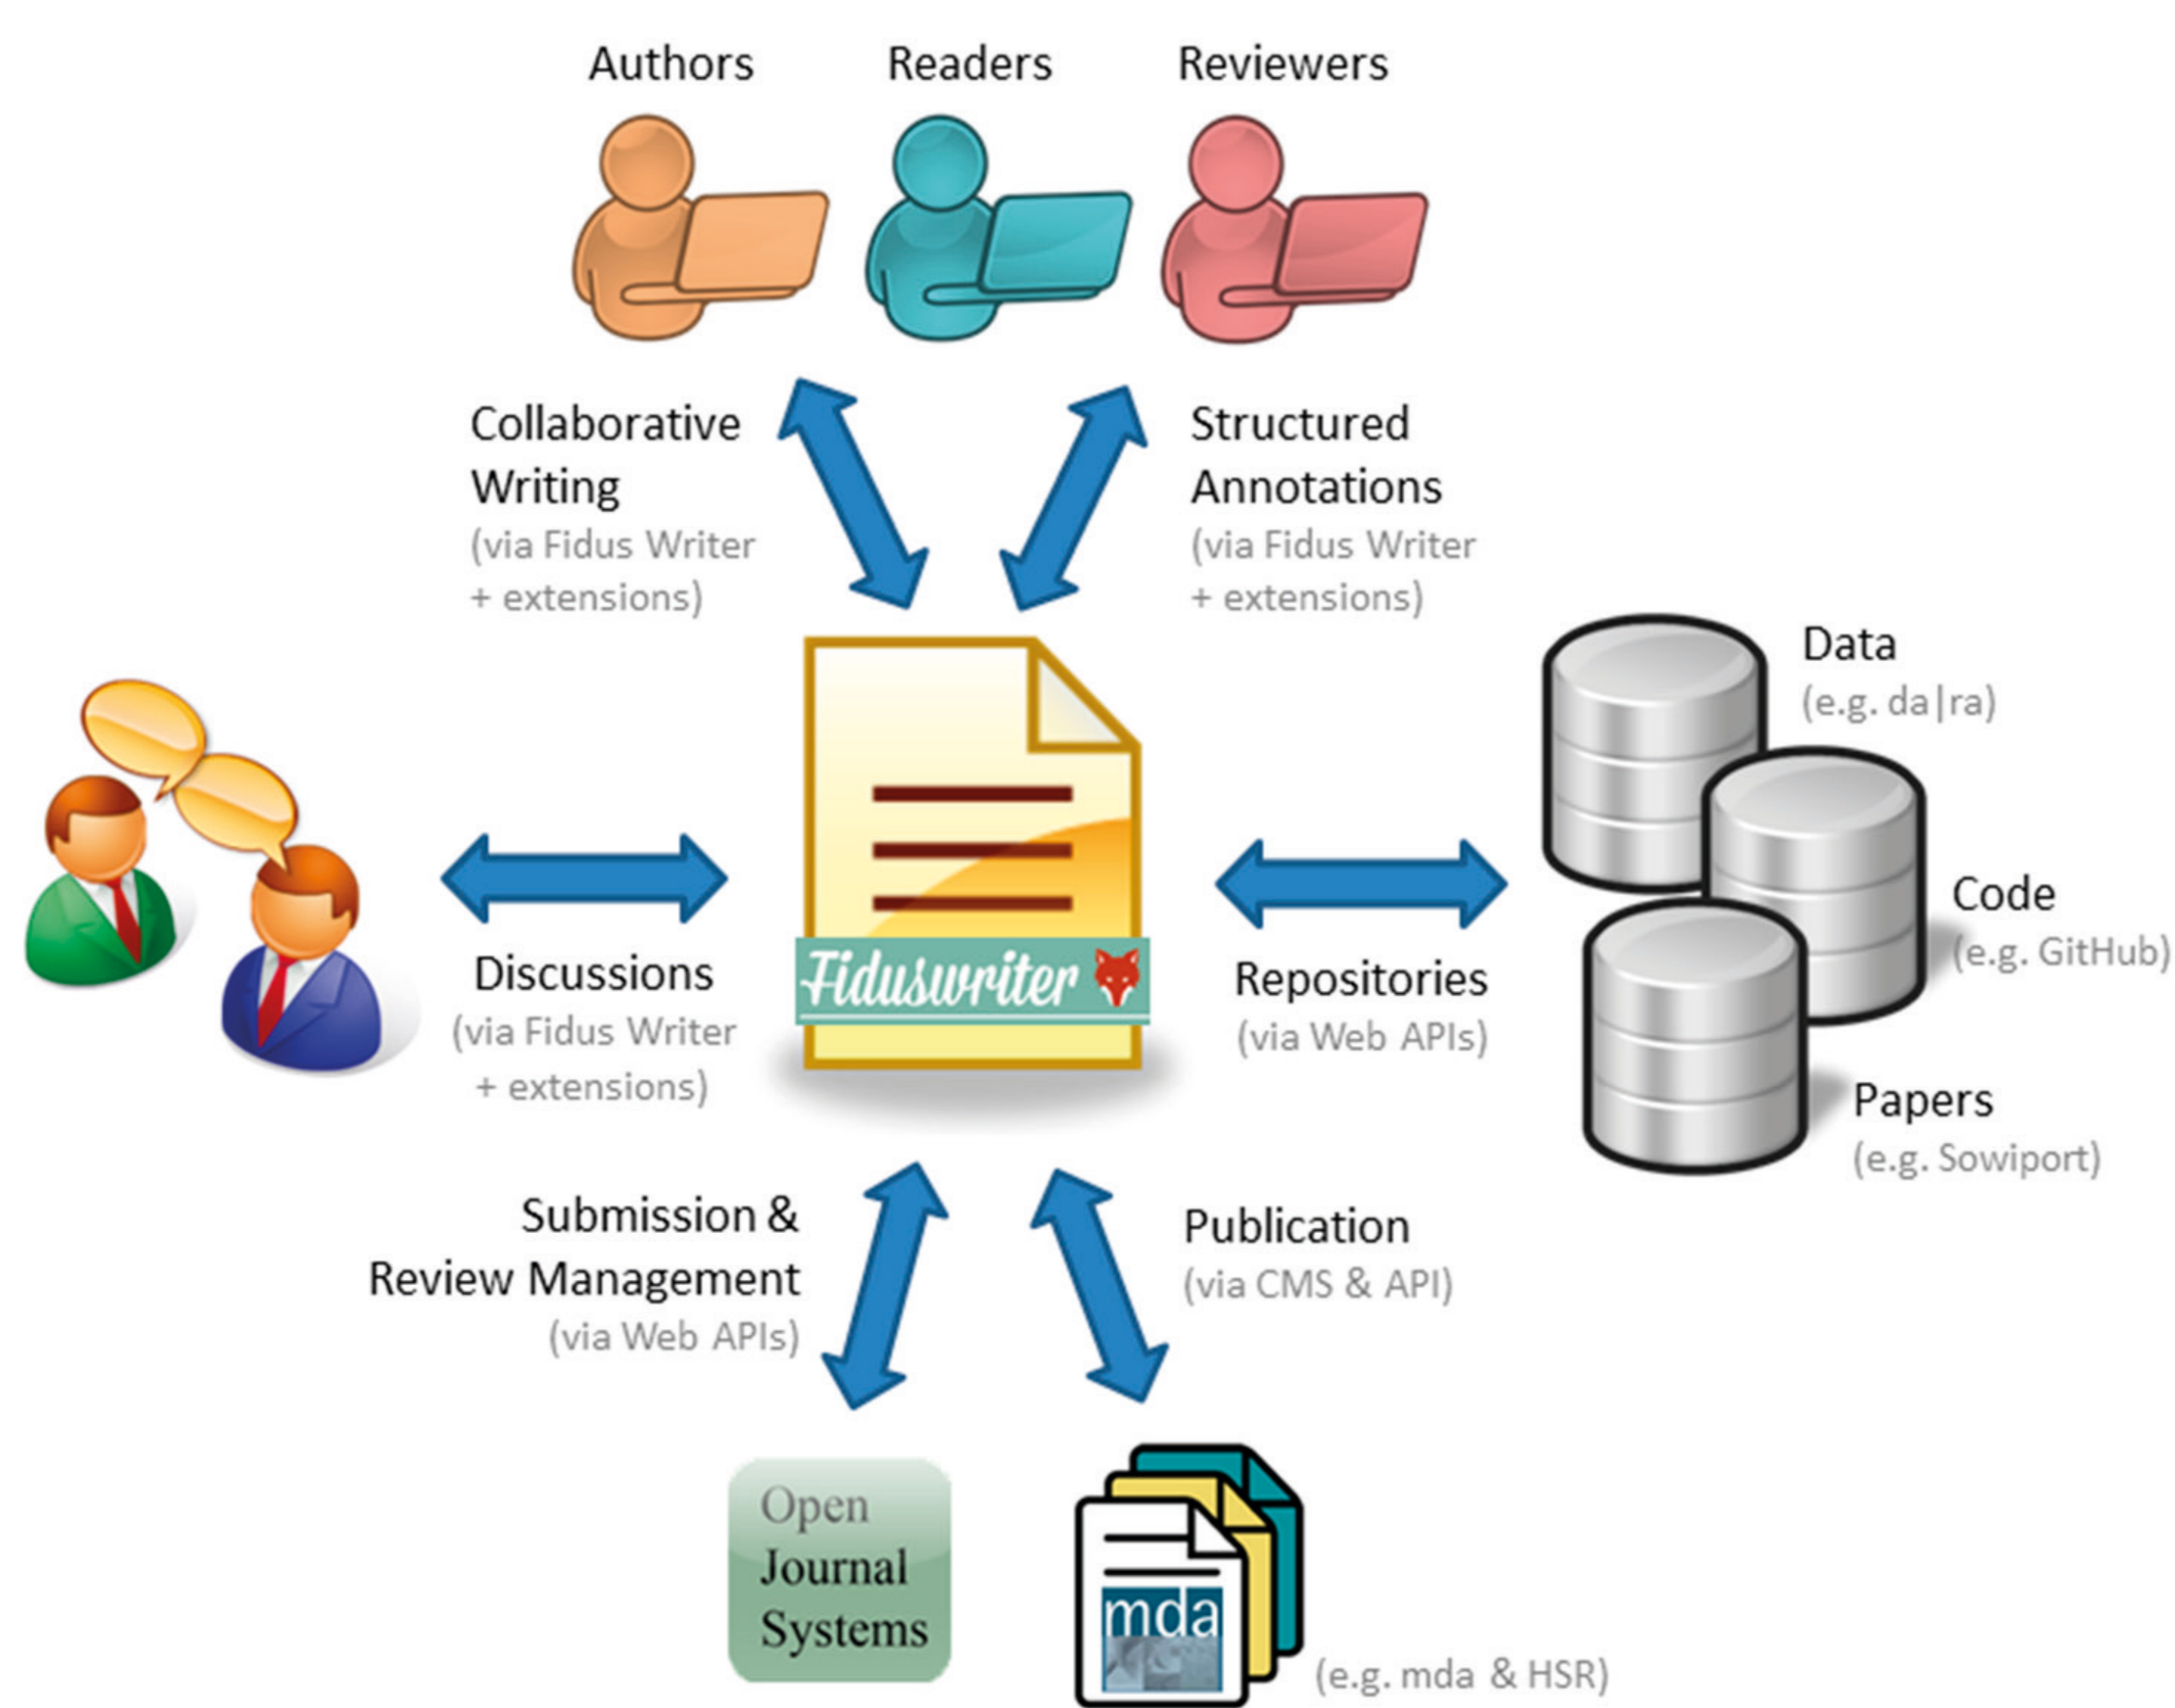 Authors
Readers
Reviewers
Collaborative
Writing
(via Fidus Writer
+ extensions)
Structured
Annotations
(via Fidus Writer
+ extensions)
Data
(e.g. da|ra)
Code
(e.g. GitHub)
Papers
(e.g. Sowiport)
Fiduswriter
Discussions
(via Fidus Writer
+ extensions)
Repositories
(via Web APIs)
Submission &
Review Management
(via Web APIs)
Publication
(via CMS & API)
Open
Journal
Systems
mda
(e.g. mda & HSR)